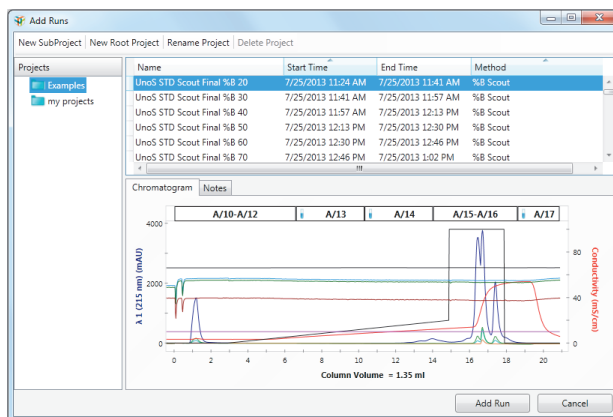 Add Runs
New SubProject New Root Project Rename Project Delete Project
Projects
Examples
my projects
Name Start Time End Time Method
UnoS STD Scout Final %B 20 7/25/2013 11:24 AM 7/25/2013 11:41 AM %B Scout
UnoS STD Scout Final %B 30 7/25/2013 11:41 AM 7/25/2013 11:57 AM %B Scout
UnoS STD Scout Final %B 40 7/25/2013 11:57 AM 7/25/2013 12:13 PM %B Scout
UnoS STD Scout Final %B 50 7/25/2013 12:13 PM 7/25/2013 12:30 PM %B Scout
UnoS STD Scout Final %B 60 7/25/2013 12:30 PM 7/25/2013 12:46 PM %B Scout
UnoS STD Scout Final %B 70 7/25/2013 12:46 PM 7/25/2013 1:02 PM %B Scout
Chromatogram Notes
A/10-A/12 A/13 A/14 A/15-A/16 A/17
4000
2000
0
λ 1 (215 nm) (mAU)
80
40
0
Conductivity (mS/cm)
0 2 4 6 8 10 12 14 16 18 20
Column Volume = 1.35 ml
Add Run Cancel